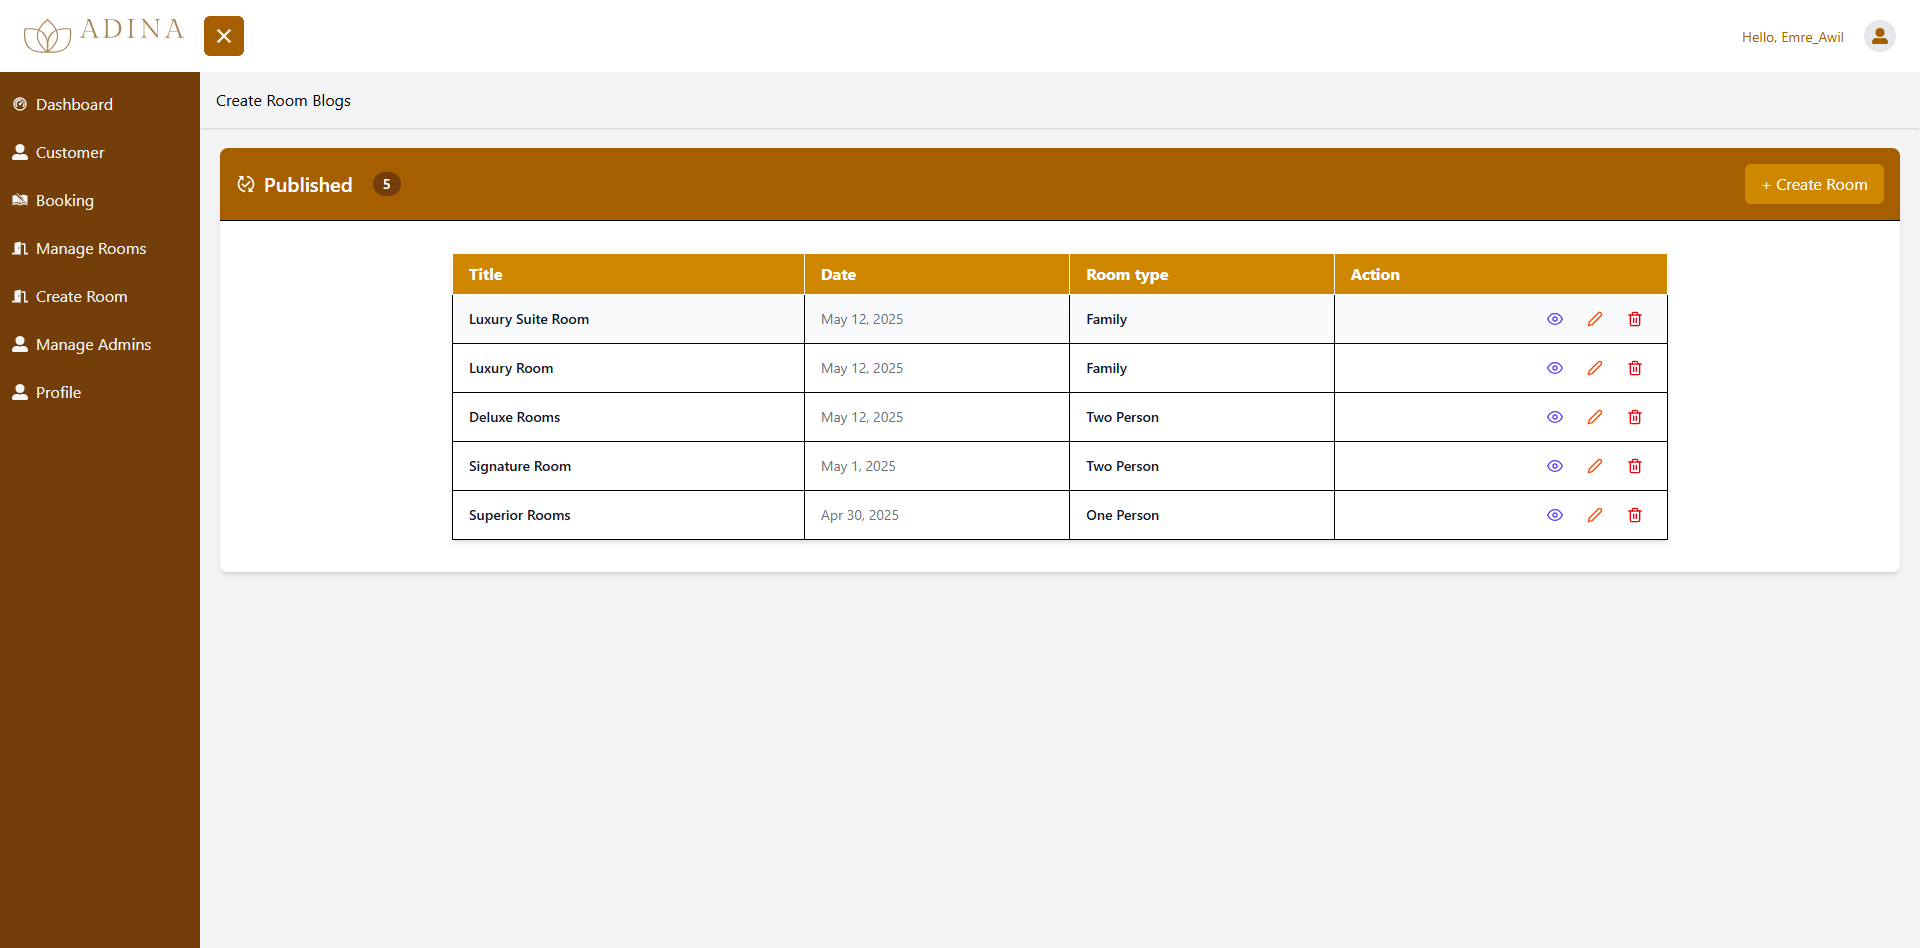 ADINA
Hello, Emre_Awil
Dashboard
Customer
Booking
Manage Rooms
Create Room
Manage Admins
Profile
Create Room Blogs
Published 5
+ Create Room
Title Date Room type Action
Luxury Suite Room May 12, 2025 Family
Luxury Room May 12, 2025 Family
Deluxe Rooms May 12, 2025 Two Person
Signature Room May 1, 2025 Two Person
Superior Rooms Apr 30, 2025 One Person